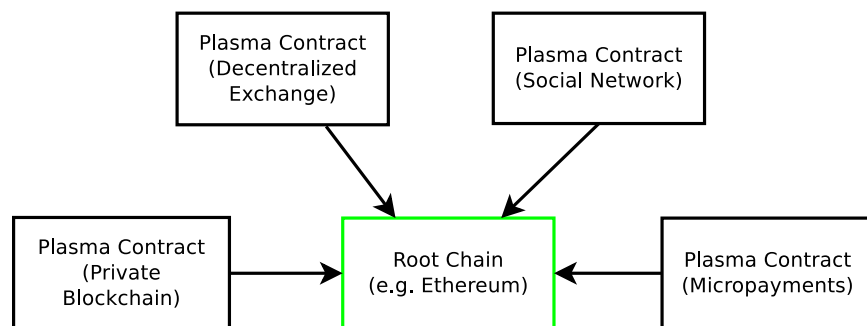 Plasma Contract
(Decentralized
Exchange)
Plasma Contract
(Social Network)
Plasma Contract
(Private
Blockchain)
Root Chain
(e.g. Ethereum)
Plasma Contract
(Micropayments)